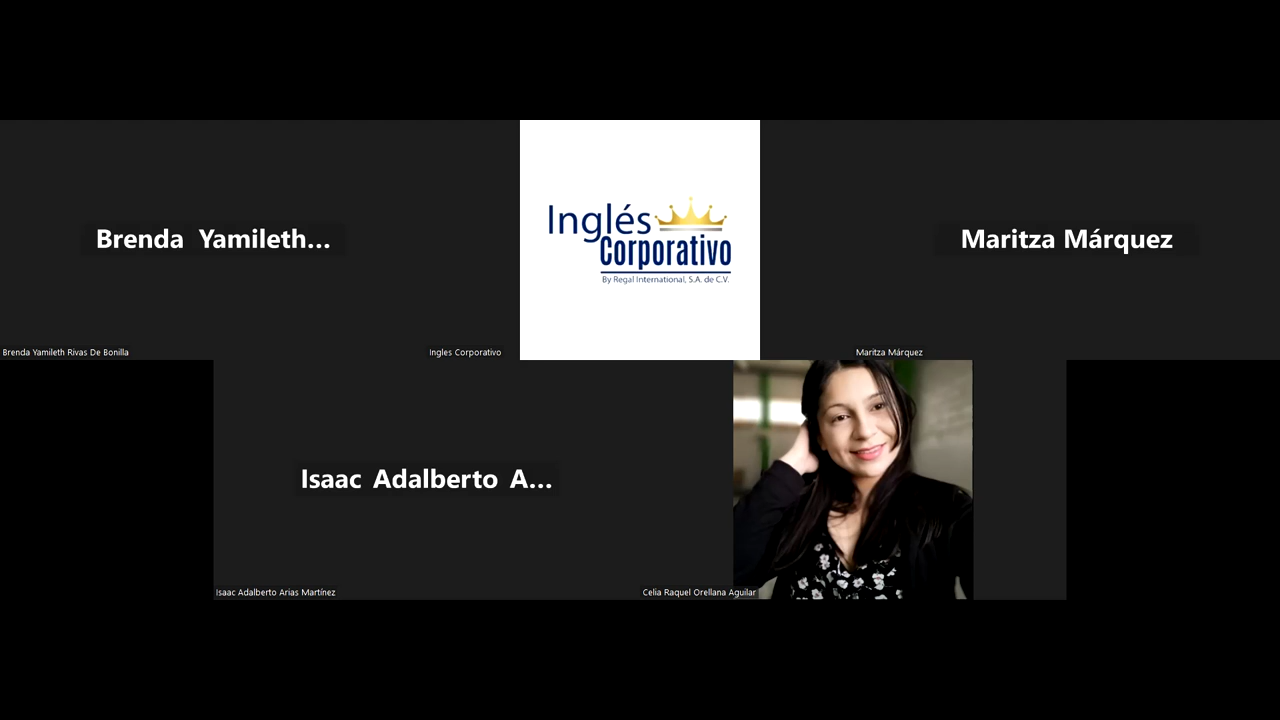 Brenda Yamileth...
Inglés
Corporativo
By Regal International, S.A. de C.V.
Maritza Márquez
Brenda Yamileth Rivas De Bonilla
Ingles Corporativo
Maritza Márquez
Isaac Adalberto A...
Isaac Adalberto Arias Martínez
Celia Raquel Orellana Aguilar